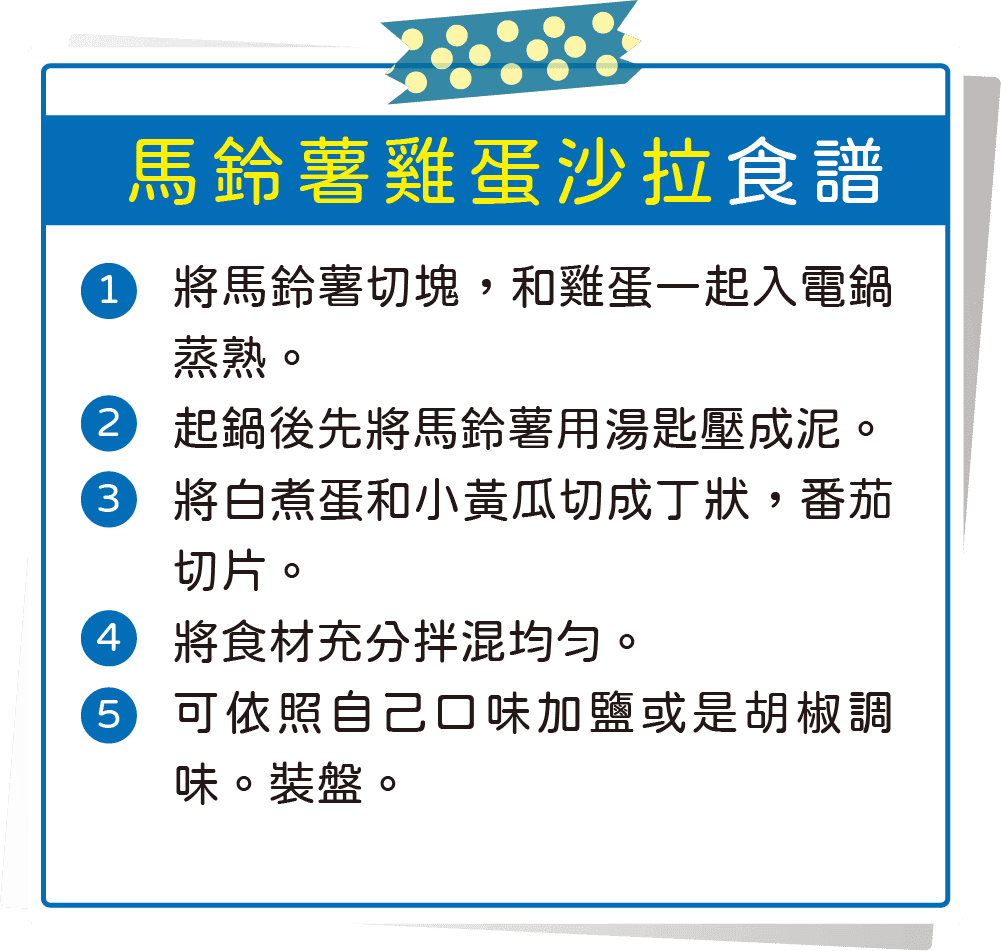 馬鈴薯雞蛋沙拉食譜
1 將馬鈴薯切塊，和雞蛋一起入電鍋
蒸熟。
2 起鍋後先將馬鈴薯用湯匙壓成泥。
3 將白煮蛋和小黃瓜切成丁狀，番茄
切片。
4 將食材充分拌混均勻。
5 可依照自己口味加鹽或是胡椒調
味。裝盤。